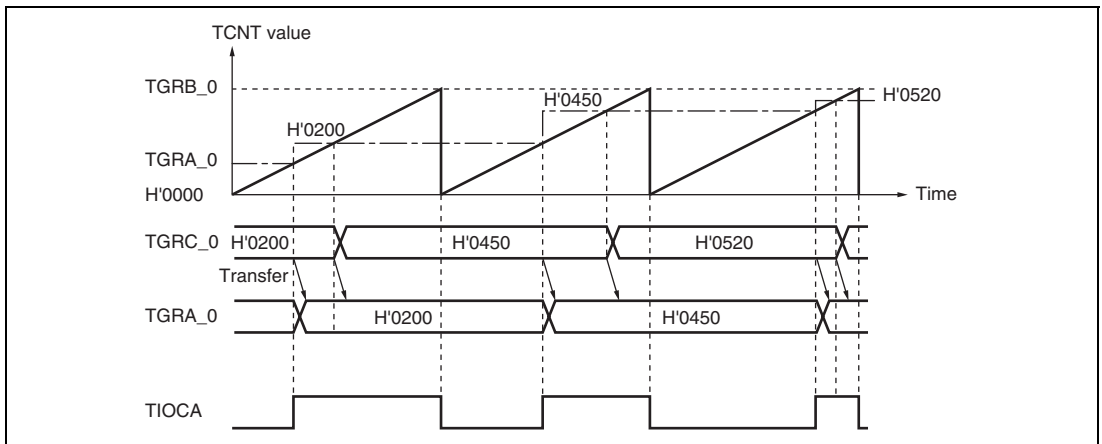 TCNT value
TGRB_0
H'0450
H'0520
H'0200
TGRA_0
H'0000
Time
TGRC_0 H'0200 H'0450 H'0520
Transfer
TGRA_0 H'0200 H'0450
TIOCA